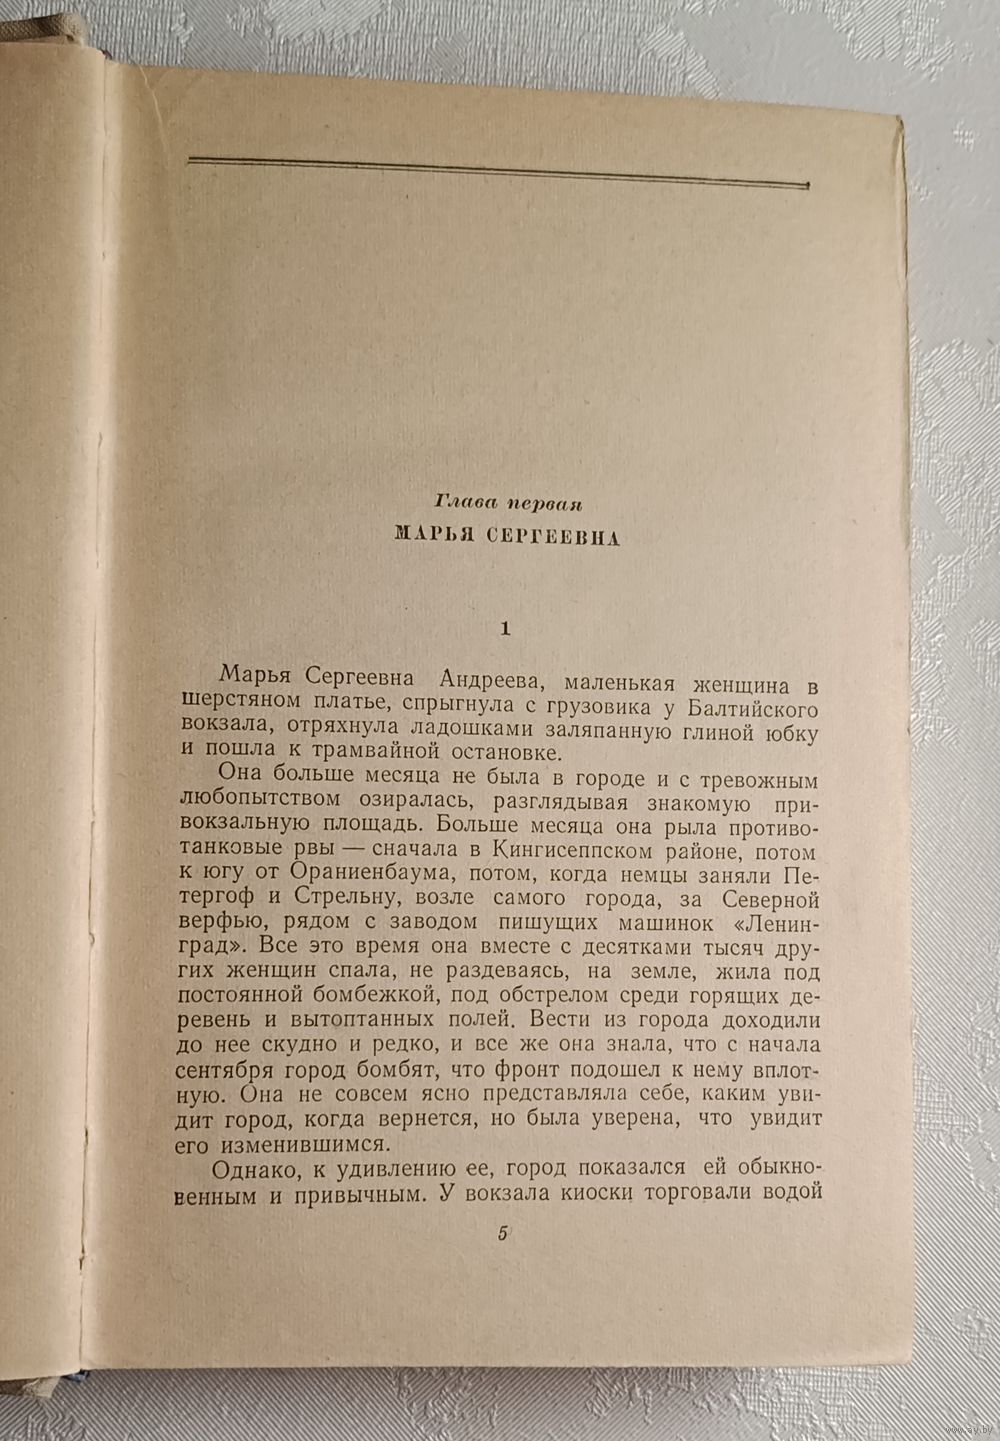 Глава первая
МАРЬЯ СЕРГЕЕВНА
1
Марья Сергеевна Андреева, маленькая женщина в
шерстяном платье, спрыгнула с грузовика у Балтийского
вокзала, отряхнула ладошками заляпанную глиной юбку
и пошла к трамвайной остановке.
Она больше месяца не была в городе и с тревожным
любопытством озиралась, разглядывая знакомую при-
вокзальную площадь. Больше месяца она рыла противо-
танковые рвы — сначала в Кингисеппском районе, потом
к югу от Ораниенбаума, потом, когда немцы заняли Пе-
тергоф и Стрельну, возле самого города, за Северной
верфью, рядом с заводом пишущих машинок «Ленин-
град». Все это время она вместе с десятками тысяч дру-
гих женщин спала, не раздеваясь, на земле, жила под
постоянной бомбежкой, под обстрелом среди горящих де-
ревень и вытоптанных полей. Вести из города доходили
до нее скудно и редко, и все же она знала, что с начала
сентября город бомбят, что фронт подошел к нему вплот-
ную. Она не совсем ясно представляла себе, каким уви-
дит город, когда вернется, но была уверена, что увидит
его изменившимся.
Однако, к удивлению ее, город показался ей обыкно-
венным и привычным. У вокзала киоски торговали водой
5
www.ay.by